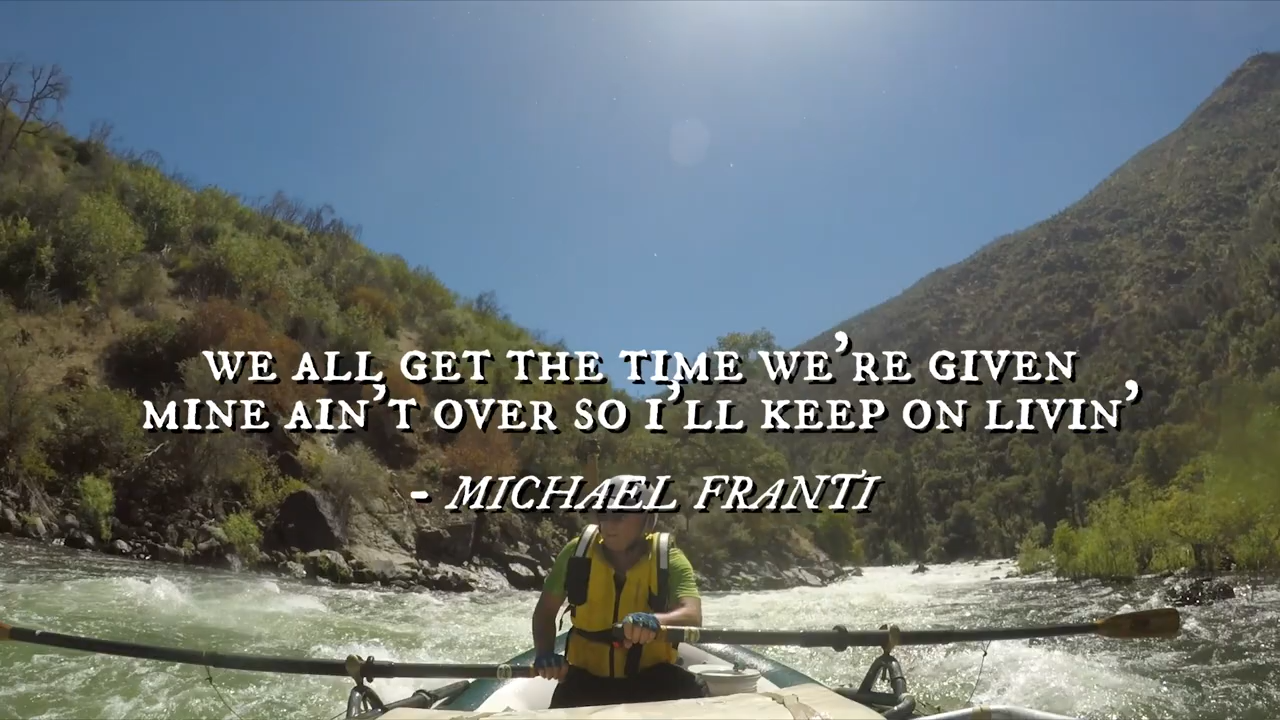 WE ALL GET THE TIME WE'RE GIVEN
MINE AIN'T OVER SO I'LL KEEP ON LIVIN'
- MICHAEL FRANTI